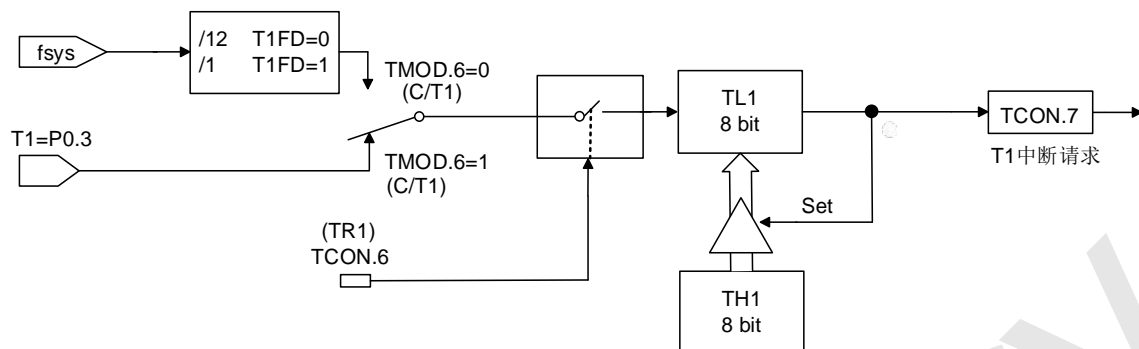 fsys
/12 T1FD=0
/1 T1FD=1
TMOD.6=0
(C/T1)
T1=P0.3
TMOD.6=1
(C/T1)
(TR1)
TCON.6
TL1
8 bit
TCON.7
T1中断请求
Set
TH1
8 bit